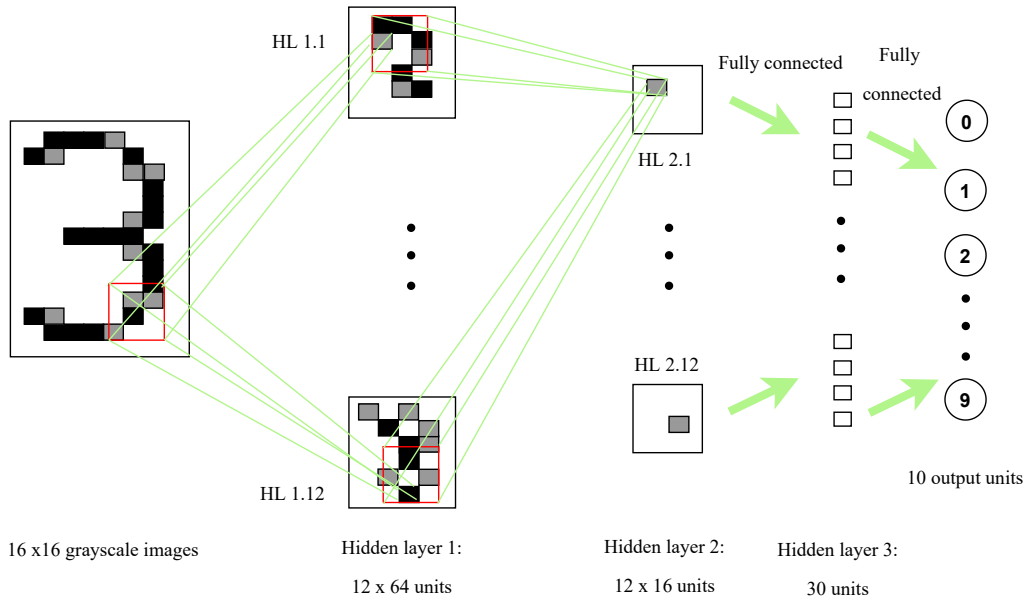 HL 1.1
Fully connected
Fully
connected
HL 2.1
0
1
2
9
HL 2.12
HL 1.12
10 output units
16 x16 grayscale images
Hidden layer 1:
12 x 64 units
Hidden layer 2:
12 x 16 units
Hidden layer 3:
30 units